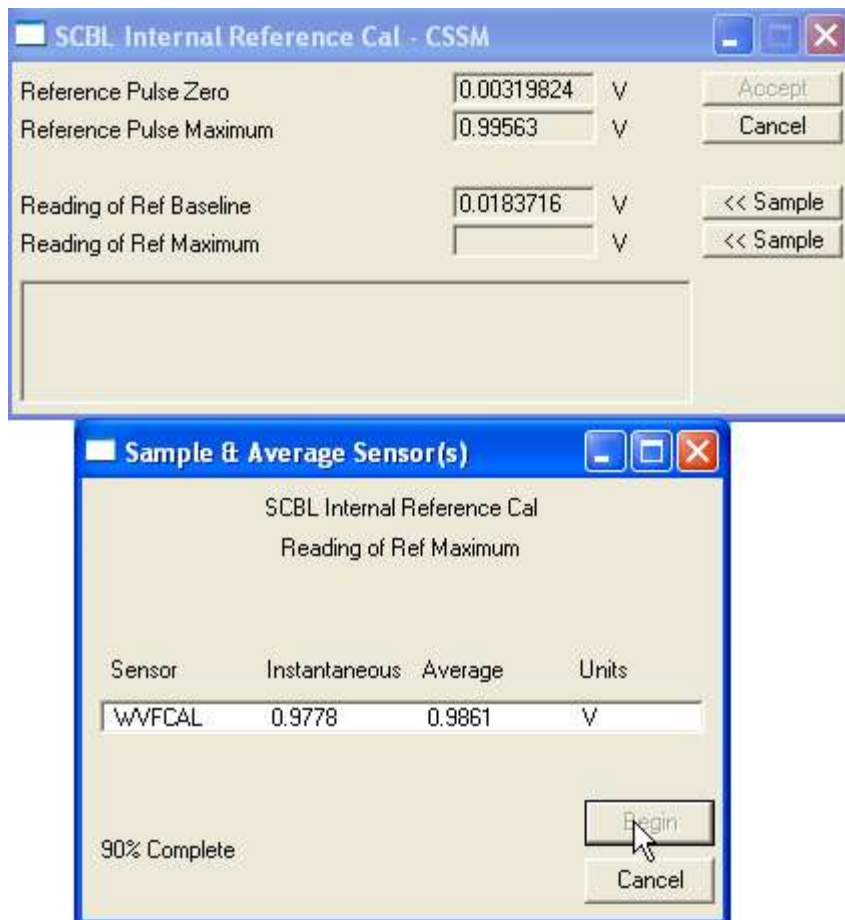 SCBL Internal Reference Cal - CSSM
Reference Pulse Zero 0.00319824 V Accept
Reference Pulse Maximum 0.99563 V Cancel
Reading of Ref Baseline 0.0183716 V << Sample
Reading of Ref Maximum V << Sample
Sample & Average Sensor(s)
SCBL Internal Reference Cal
Reading of Ref Maximum
Sensor Instantaneous Average Units
WVFCAL 0.9778 0.9861 V
Begin
90% Complete
Cancel